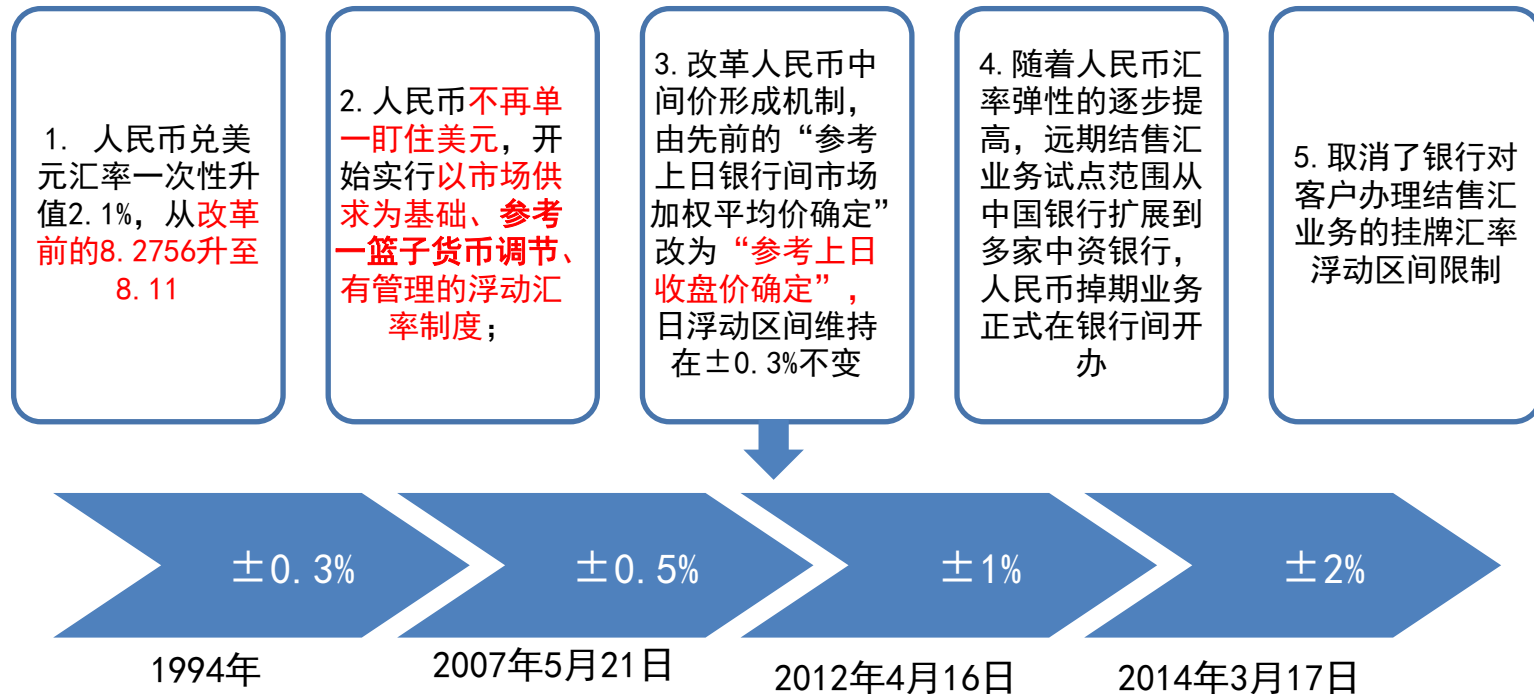 1. 人民币兑美
元汇率一次性升
值2.1%，从改革
前的8.2756升至
8.11
2.人民币不再单
一盯住美元，开
始实行以市场供
求为基础、参考
一篮子货币调节、
有管理的浮动汇
率制度；
3.改革人民币中
间价形成机制，
由先前的“参考
上日银行间市场
加权平均价确定”
改为“参考上日
收盘价确定”，
日浮动区间维持
在±0.3%不变
4.随着人民币汇
率弹性的逐步提
高，远期结售汇
业务试点范围从
中国银行扩展到
多家中资银行，
人民币掉期业务
正式在银行间开
办
5.取消了银行对
客户办理结售汇
业务的挂牌汇率
浮动区间限制
±0.3%
±0.5%
±1%
±2%
1994年
2007年5月21日
2012年4月16日
2014年3月17日